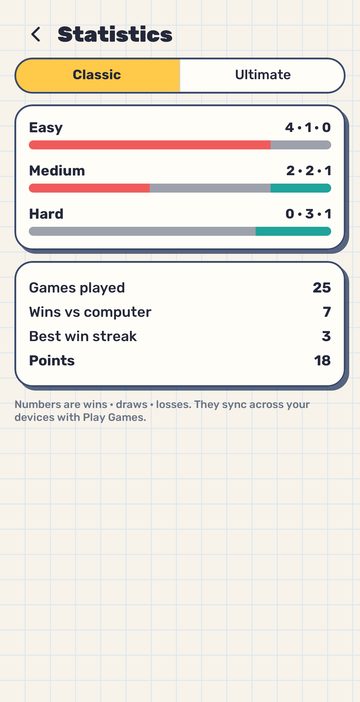 Statistics
Classic Ultimate
Easy 4 • 1 • 0
Medium 2 • 2 • 1
Hard 0 • 3 • 1
Games played 25
Wins vs computer 7
Best win streak 3
Points 18
Numbers are wins • draws • losses. They sync across your
devices with Play Games.